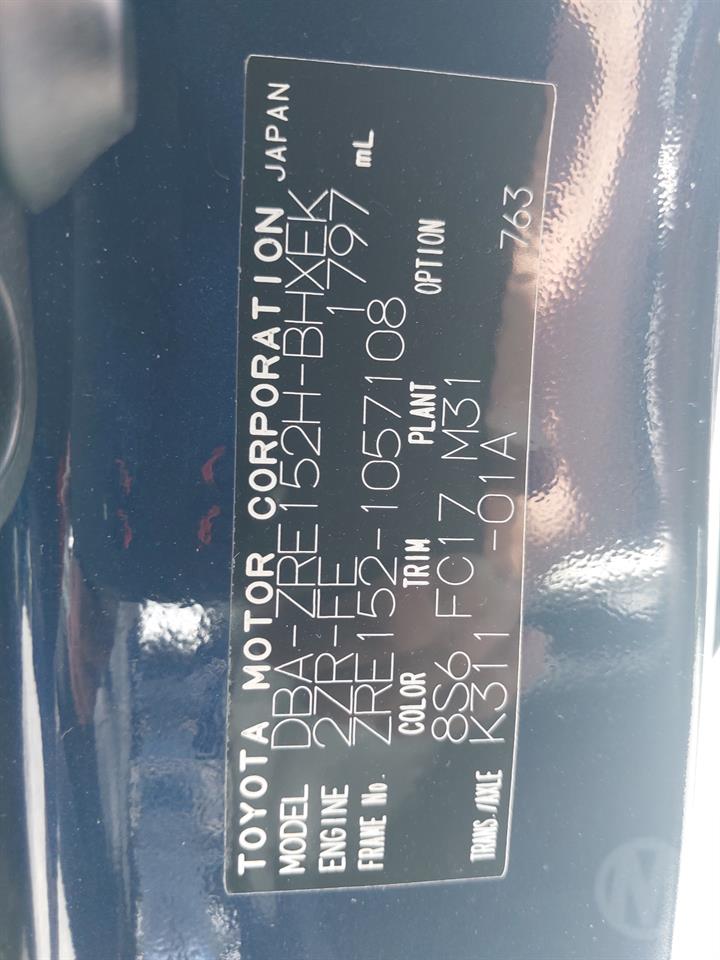 TOYOTA MOTOR CORPORATION JAPAN
MODEL DBA-ZRE152H-BHXEK
ENGINE 2ZR-FE 1797 mL
FRAME No. ZRE152-1057108
COLOR TRIM PLANT OPTION
8S6 FC17 M31 763
TRANS./AXLE K311 -01A